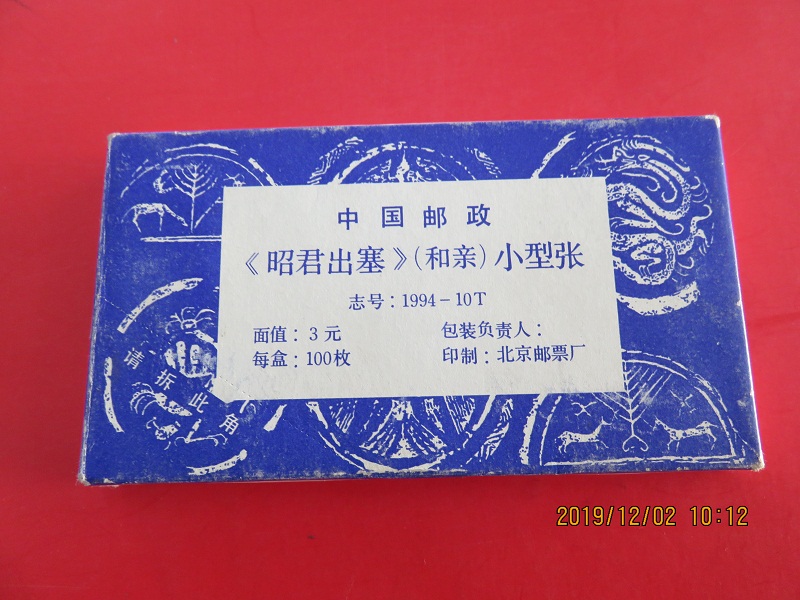 中国邮政
《昭君出塞》(和亲)小型张
志号：1994－10T
面值：3元 包装负责人：
每盒：100枚 印制：北京邮票厂
请拆此角
2019/12/02 10:12